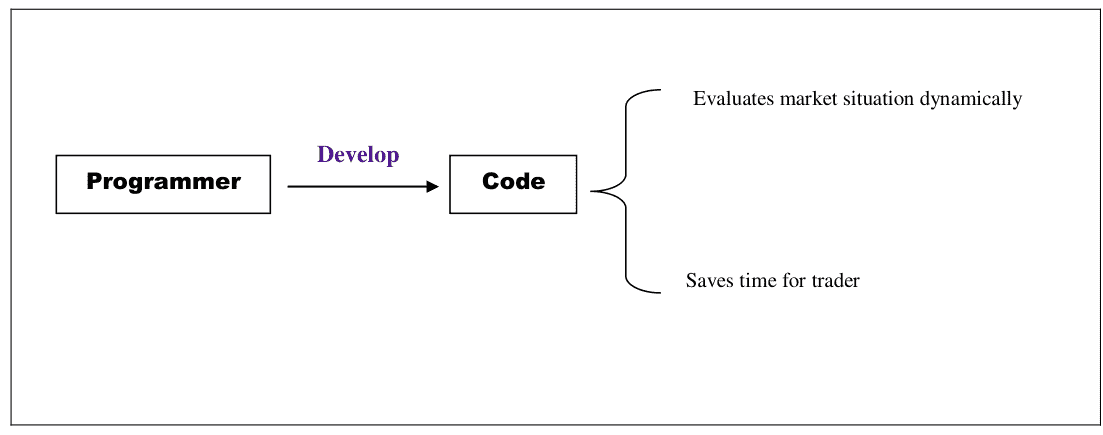 Evaluates market situation dynamically
Develop
Programmer
Code
Saves time for trader